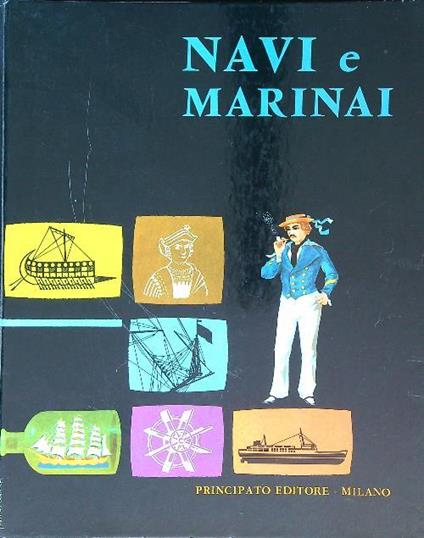 NAVI e
MARINAI
PRINCIPATO EDITORE - MILANO